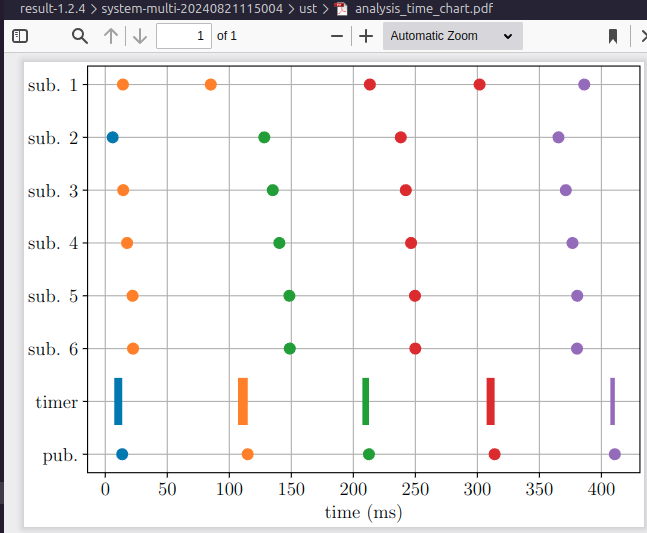 result-1.2.4 > system-multi-20240821115004 > ust > analysis_time_chart.pdf
1 of 1 Automatic Zoom
sub. 1
sub. 2
sub. 3
sub. 4
sub. 5
sub. 6
timer
pub.
0 50 100 150 200 250 300 350 400
time (ms)